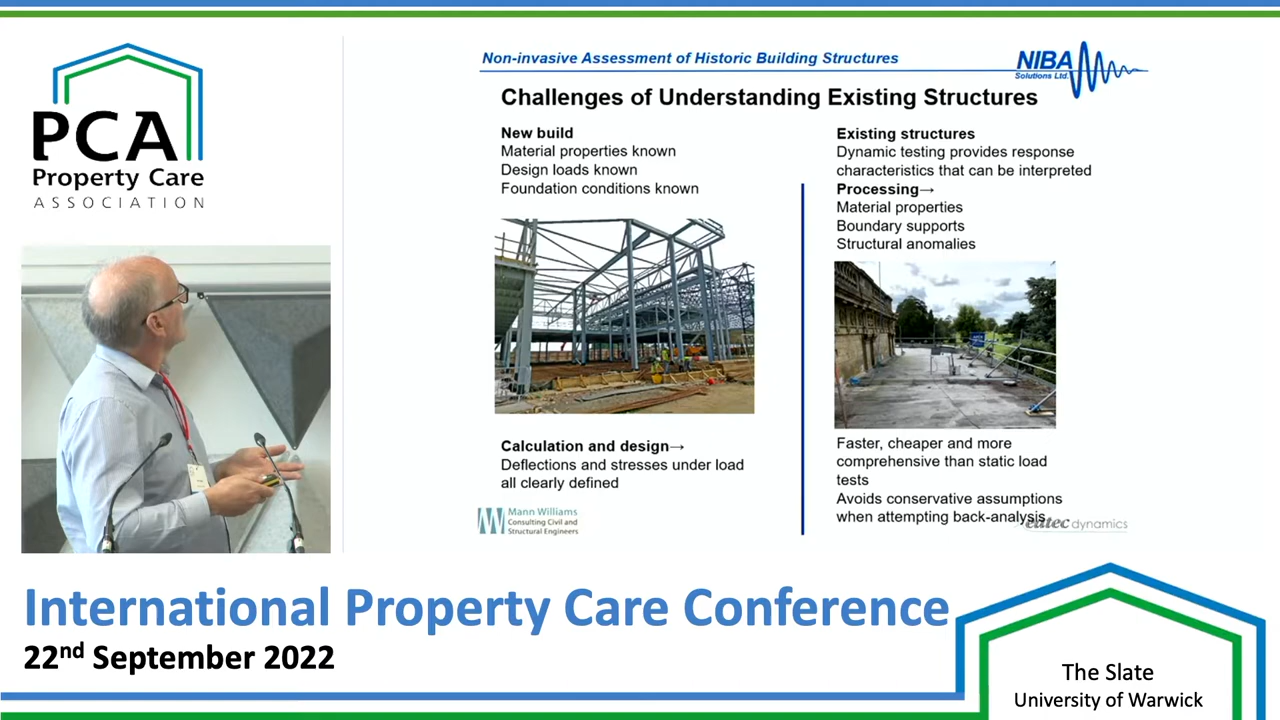 PCA
Property Care
ASSOCIATION
Non-invasive Assessment of Historic Building Structures
NIBA
Solutions Ltd.
Challenges of Understanding Existing Structures
New build
Material properties known
Design loads known
Foundation conditions known
Calculation and design→
Deflections and stresses under load
all clearly defined
Mann Williams
Consulting Civil and
Structural Engineers
Existing structures
Dynamic testing provides response
characteristics that can be interpreted
Processing→
Material properties
Boundary supports
Structural anomalies
Faster, cheaper and more
comprehensive than static load
tests
Avoids conservative assumptions
when attempting back-analysis
dynamics
International Property Care Conference
22nd September 2022
The Slate
University of Warwick